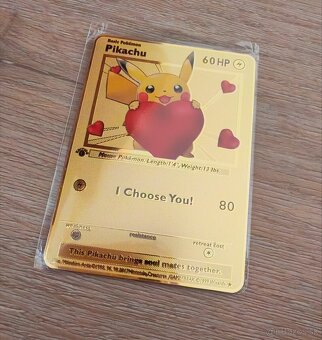 Basic Pokémon
Pikachu
60 HP
Mouse Pokémon/Length/1'4", Weight/13 lbs.
I Choose You!
80
resistance
retreat cost
This Pikachu brings soul mates together.